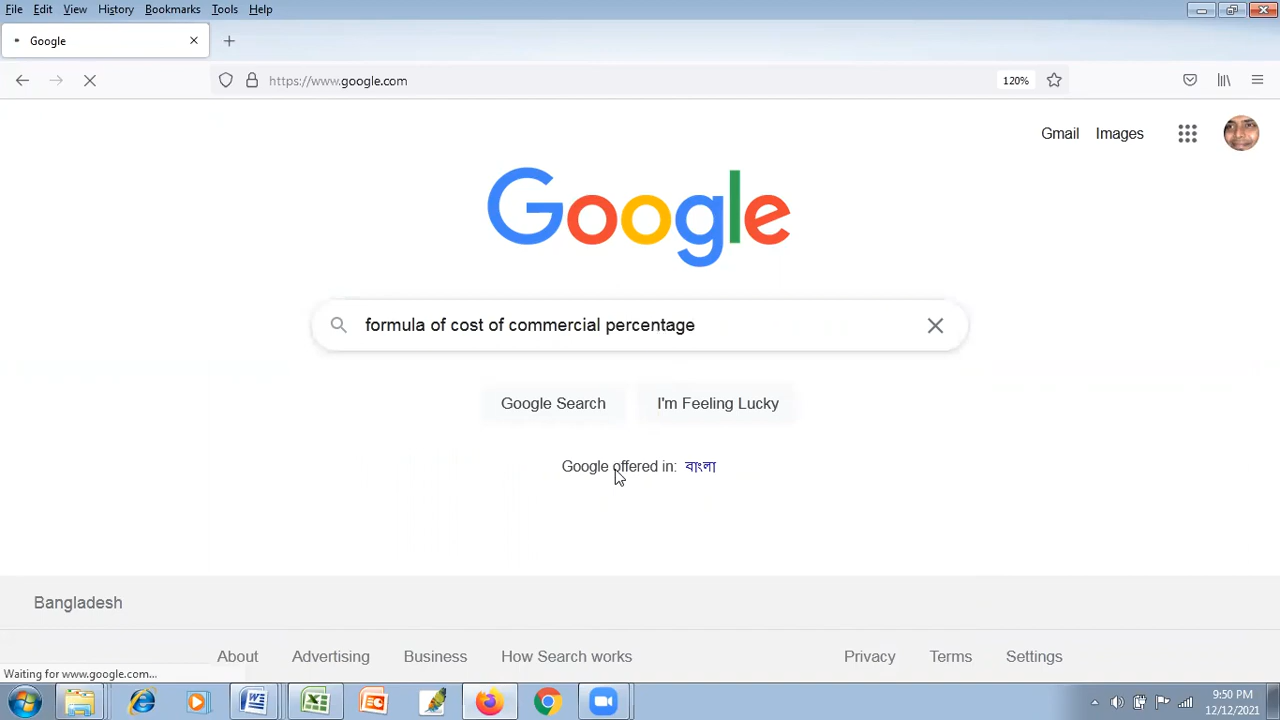 File Edit View History Bookmarks Tools Help
Google
https://www.google.com 120%
Gmail Images
Google
formula of cost of commercial percentage
Google Search I'm Feeling Lucky
Google offered in: বাংলা
Bangladesh
About Advertising Business How Search works Privacy Terms Settings
Waiting for www.google.com...
9:50 PM
12/12/2021